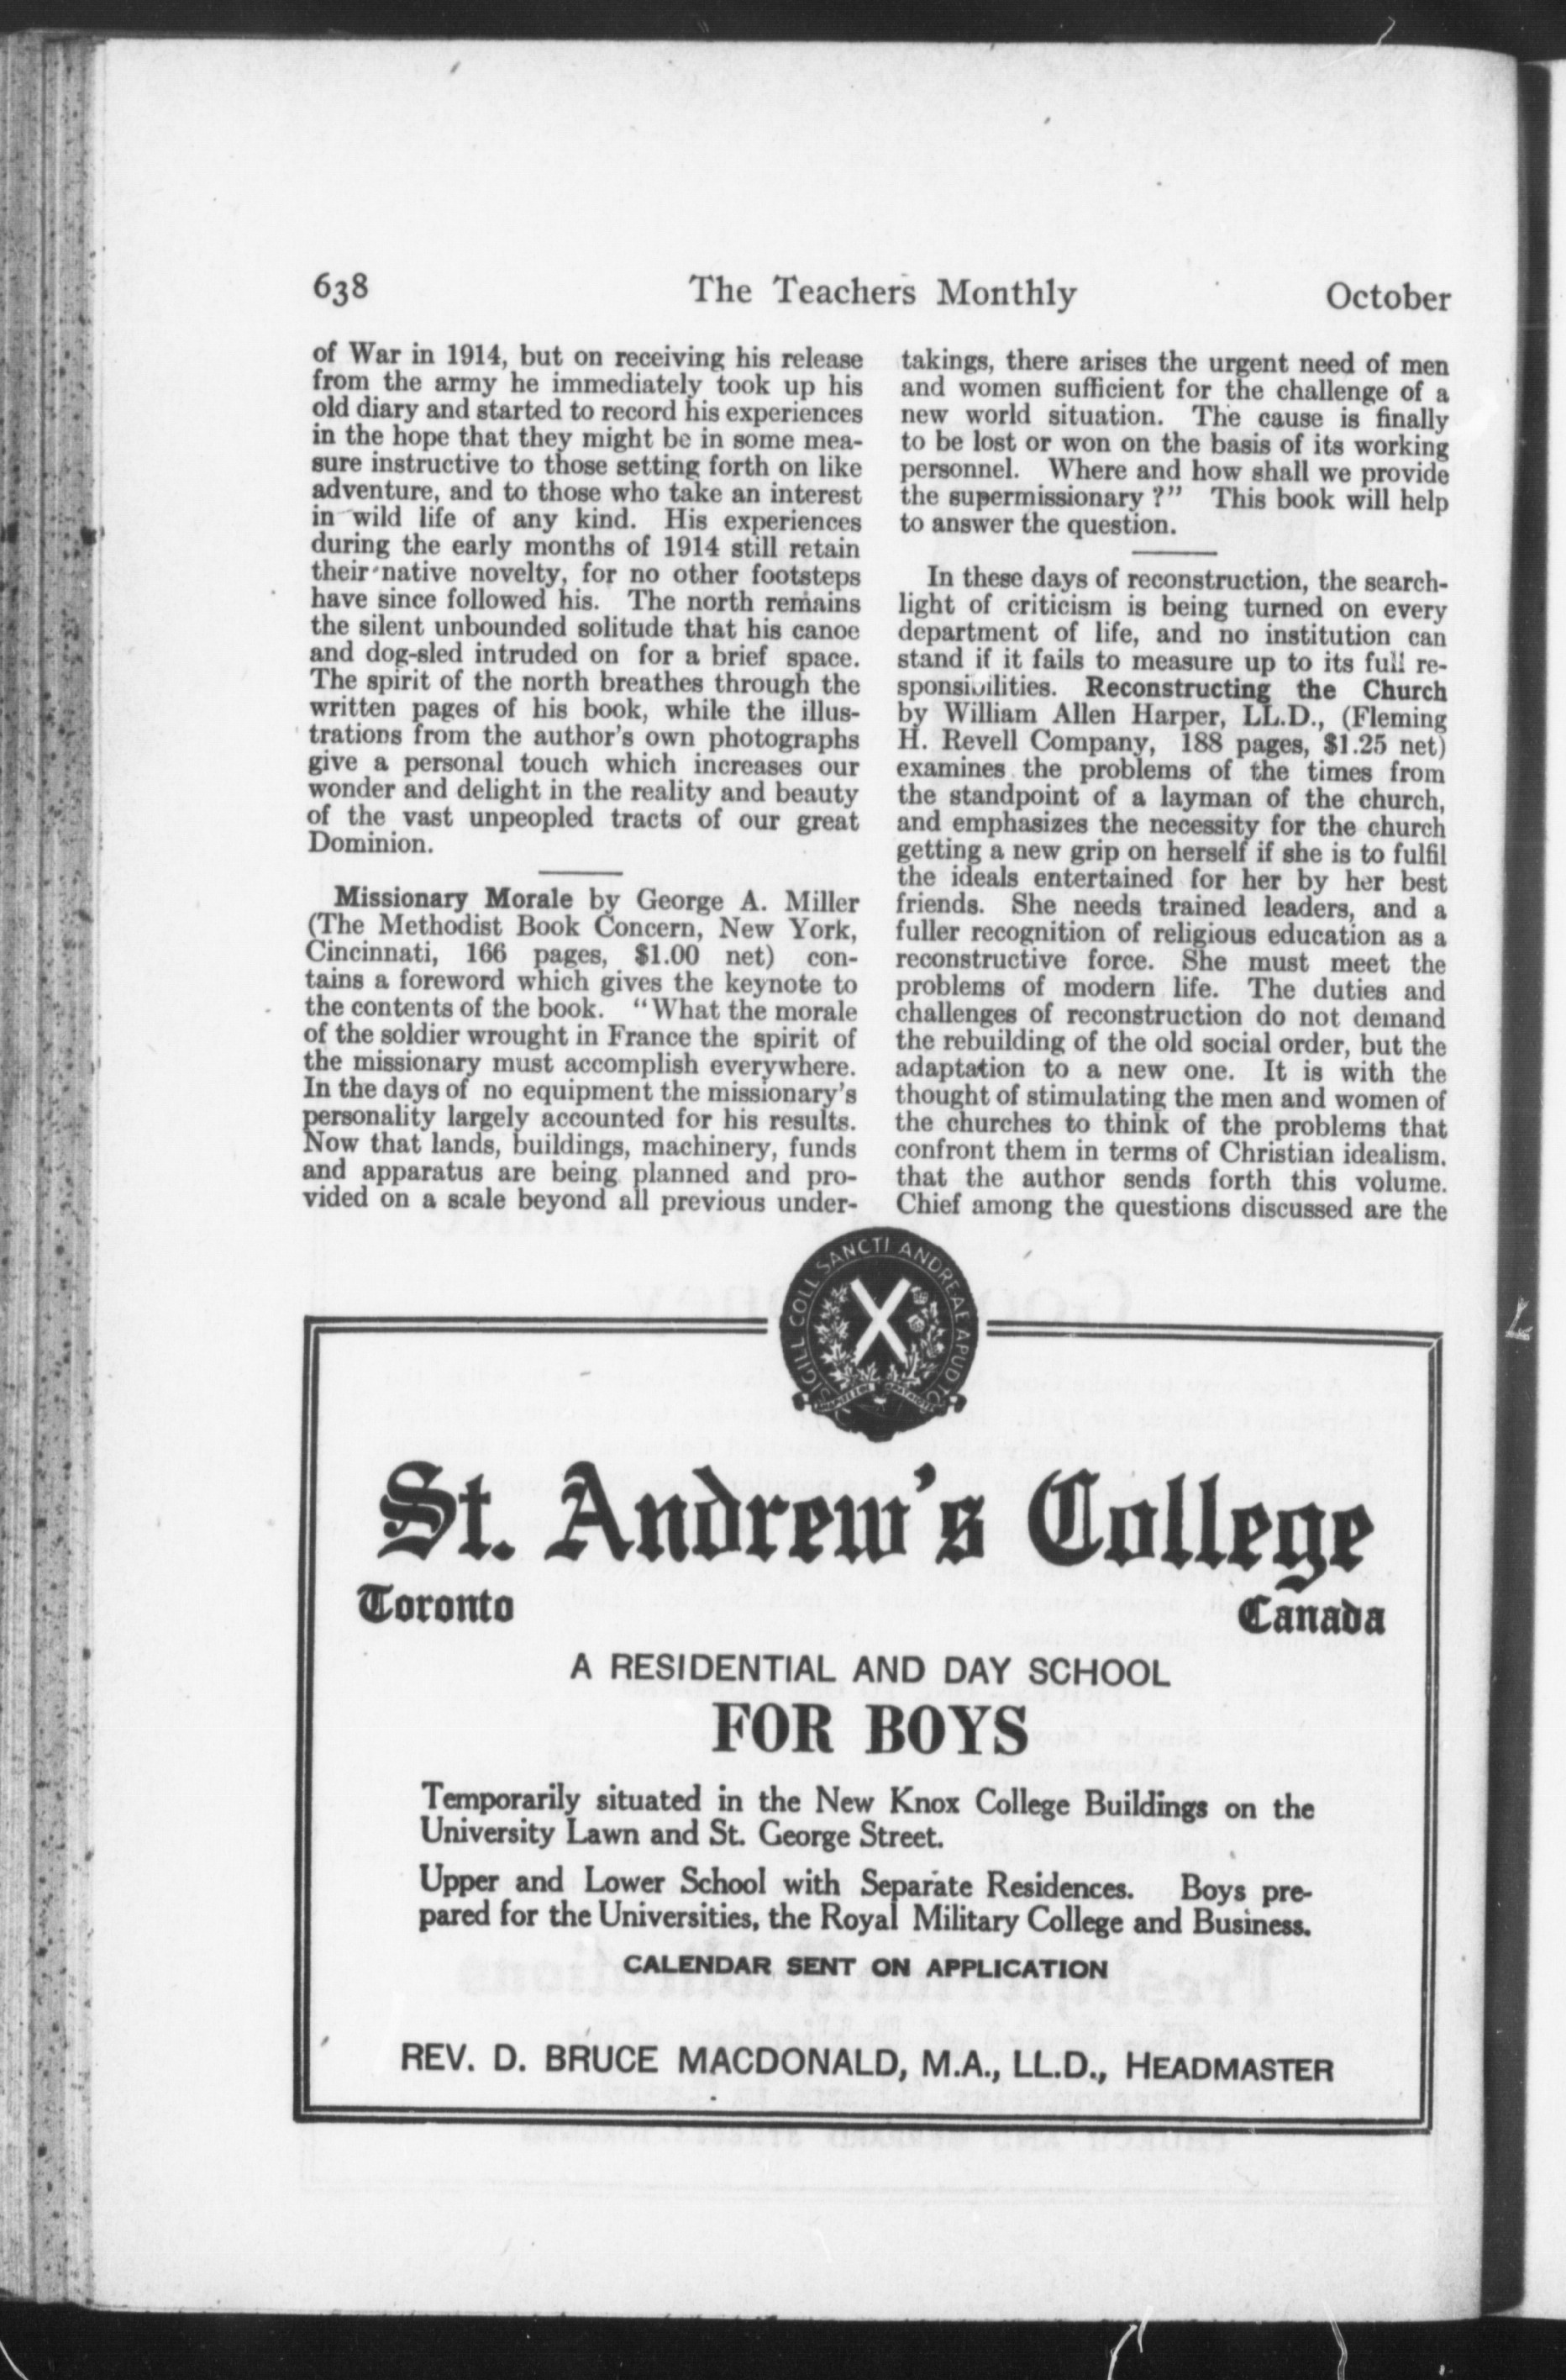 638
The Teachers Monthly
October
of War in 1914, but on receiving his release
from the army he immediately took up his
old diary and started to record his experiences
in the hope that they might be in some mea-
sure instructive to those setting forth on like
adventure, and to those who take an interest
in wild life of any kind. His experiences
during the early months of 1914 still retain
their native novelty, for no other footsteps
have since followed his. The north remains
the silent unbounded solitude that his canoe
and dog-sled intruded on for a brief space.
The spirit of the north breathes through the
written pages of his book, while the illus-
trations from the author's own photographs
give a personal touch which increases our
wonder and delight in the reality and beauty
of the vast unpeopled tracts of our great
Dominion.
Missionary Morale by George A. Miller
(The Methodist Book Concern, New York,
Cincinnati, 166 pages, $1.00 net) con-
tains a foreword which gives the keynote to
the contents of the book. "What the morale
of the soldier wrought in France the spirit of
the missionary must accomplish everywhere.
In the days of no equipment the missionary's
personality largely accounted for his results.
Now that lands, buildings, machinery, funds
and apparatus are being planned and pro-
vided on a scale beyond all previous under-
takings, there arises the urgent need of men
and women sufficient for the challenge of a
new world situation. The cause is finally
to be lost or won on the basis of its working
personnel. Where and how shall we provide
the supermissionary ?" This book will help
to answer the question.
In these days of reconstruction, the search-
light of criticism is being turned on every
department of life, and no institution can
stand if it fails to measure up to its full re-
sponsibilities. Reconstructing the Church
by William Allen Harper, LL.D., (Fleming
H. Revell Company, 188 pages, $1.25 net)
examines the problems of the times from
the standpoint of a layman of the church,
and emphasizes the necessity for the church
getting a new grip on herself if she is to fulfil
the ideals entertained for her by her best
friends. She needs trained leaders, and a
fuller recognition of religious education as a
reconstructive force. She must meet the
problems of modern life. The duties and
challenges of reconstruction do not demand
the rebuilding of the old social order, but the
adaptation to a new one. It is with the
thought of stimulating the men and women of
the churches to think of the problems that
confront them in terms of Christian idealism.
that the author sends forth this volume.
Chief among the questions discussed are the
SIGILL COLL SANCTI ANDREAE APUD
St. Andrew's College
Toronto
Canada
A RESIDENTIAL AND DAY SCHOOL
FOR BOYS
Temporarily situated in the New Knox College Buildings on the
University Lawn and St. George Street.
Upper and Lower School with Separate Residences. Boys pre-
pared for the Universities, the Royal Military College and Business.
CALENDAR SENT ON APPLICATION
REV. D. BRUCE MACDONALD, M.A., LL.D., HEADMASTER